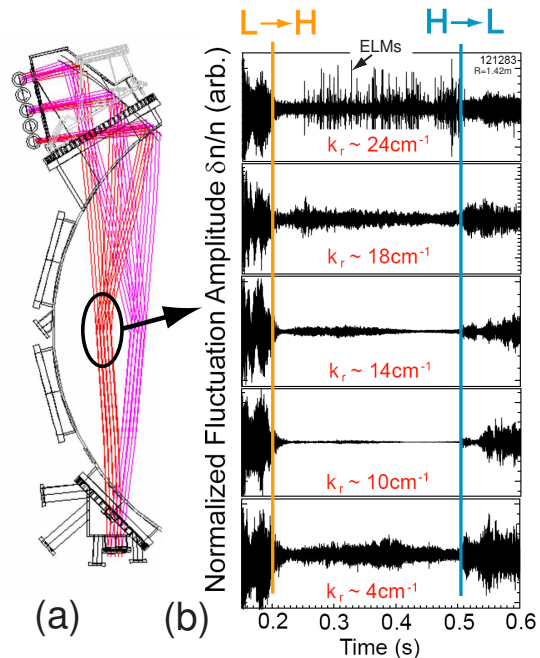 L → H
H → L
ELMs
121283
R=1.42m
k_r ~ 24cm⁻¹
k_r ~ 18cm⁻¹
k_r ~ 14cm⁻¹
k_r ~ 10cm⁻¹
k_r ~ 4cm⁻¹
Normalized Fluctuation Amplitude δn/n (arb.)
0.2 0.3 0.4 0.5 0.6
Time (s)
(a)
(b)